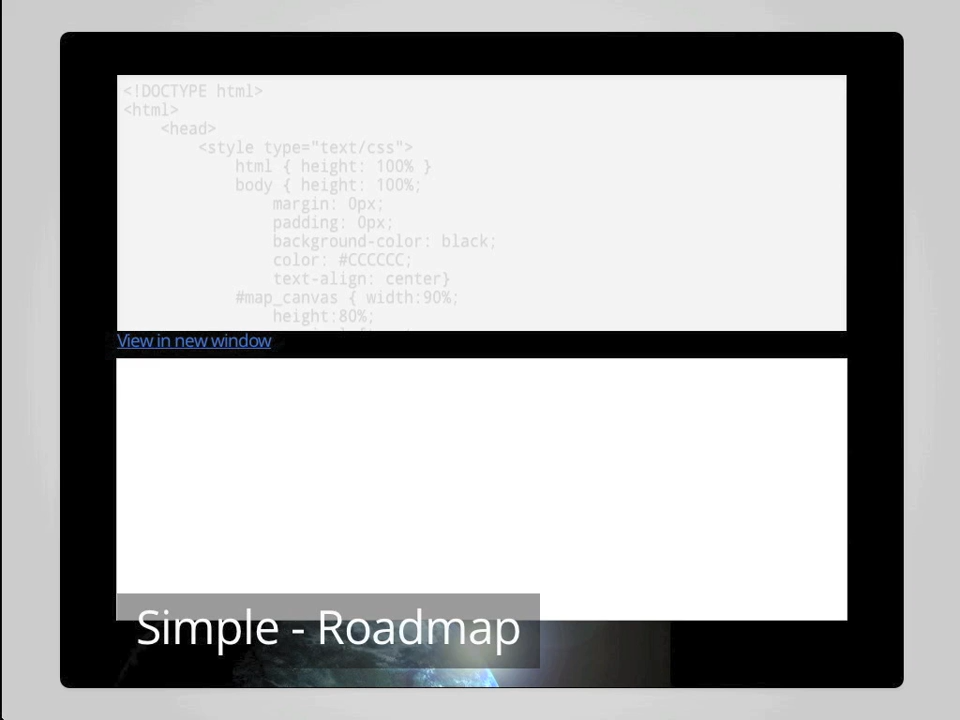 <!DOCTYPE html>
<html>
<head>
<style type="text/css">
html { height: 100% }
body { height: 100%;
margin: 0px;
padding: 0px;
background-color: black;
color: #CCCCCC;
text-align: center}
#map_canvas { width:90%;
height:80%;
View in new window
Simple - Roadmap